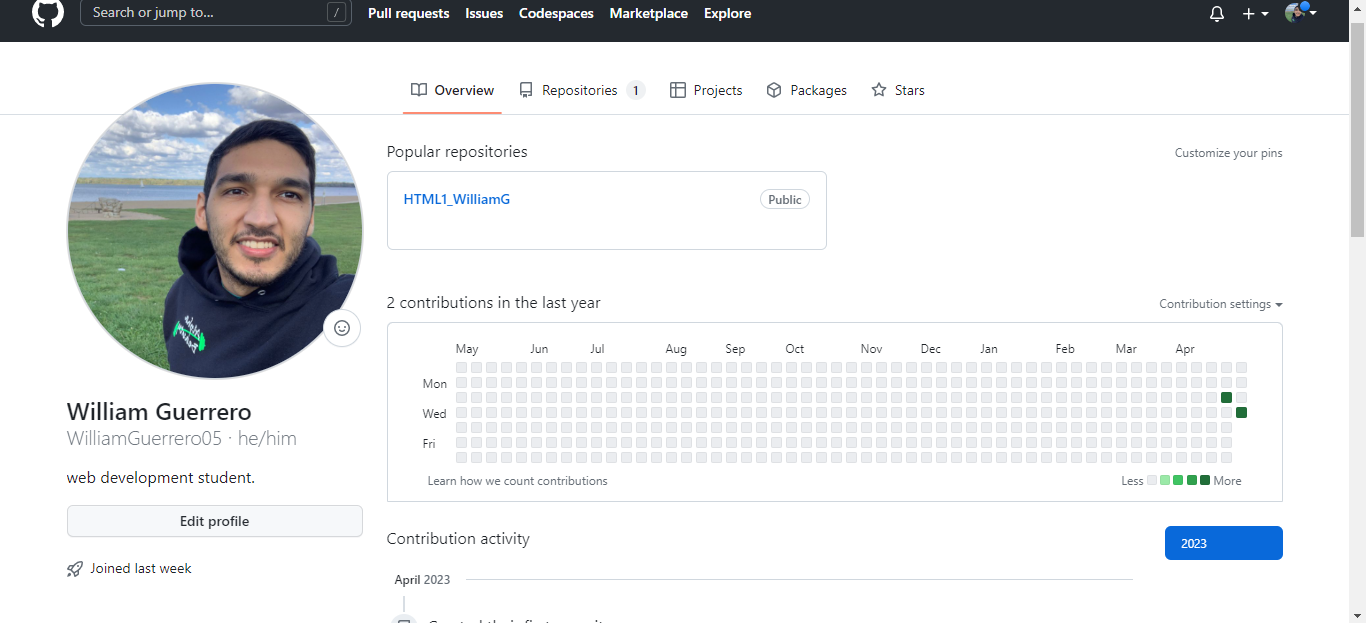 Search or jump to... /
Pull requests Issues Codespaces Marketplace Explore
Overview Repositories 1 Projects Packages Stars
Popular repositories
Customize your pins
HTML1_WilliamG Public
2 contributions in the last year
Contribution settings
May Jun Jul Aug Sep Oct Nov Dec Jan Feb Mar Apr
Mon
Wed
Fri
Learn how we count contributions
Less More
William Guerrero
WilliamGuerrero05 · he/him
web development student.
Edit profile
Joined last week
Contribution activity
2023
April 2023